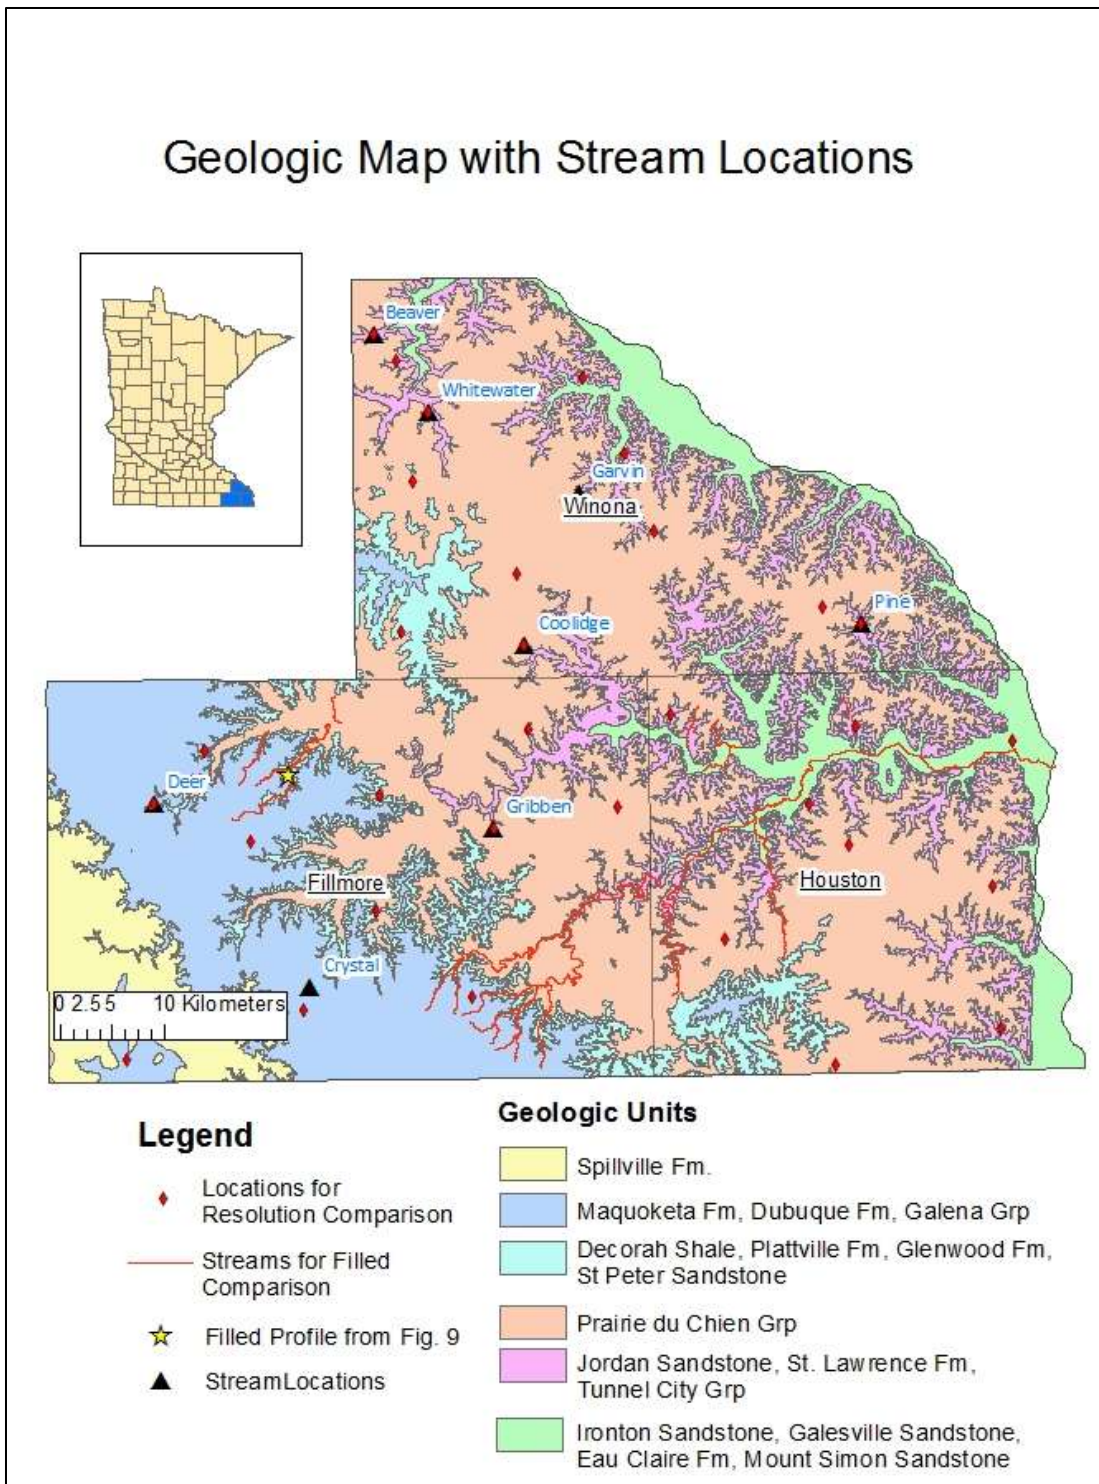 Geologic Map with Stream Locations
Beaver
Whitewater
Garvin
Winona
Pine
Coolidge
Deer
Gribben
Fillmore
Houston
Crystal
0 2.55 10 Kilometers
Legend
Locations for
Resolution Comparison
Streams for Filled
Comparison
Filled Profile from Fig. 9
StreamLocations
Geologic Units
Spillville Fm.
Maquoketa Fm, Dubuque Fm, Galena Grp
Decorah Shale, Plattville Fm, Glenwood Fm,
St Peter Sandstone
Prairie du Chien Grp
Jordan Sandstone, St. Lawrence Fm,
Tunnel City Grp
Ironton Sandstone, Galesville Sandstone,
Eau Claire Fm, Mount Simon Sandstone